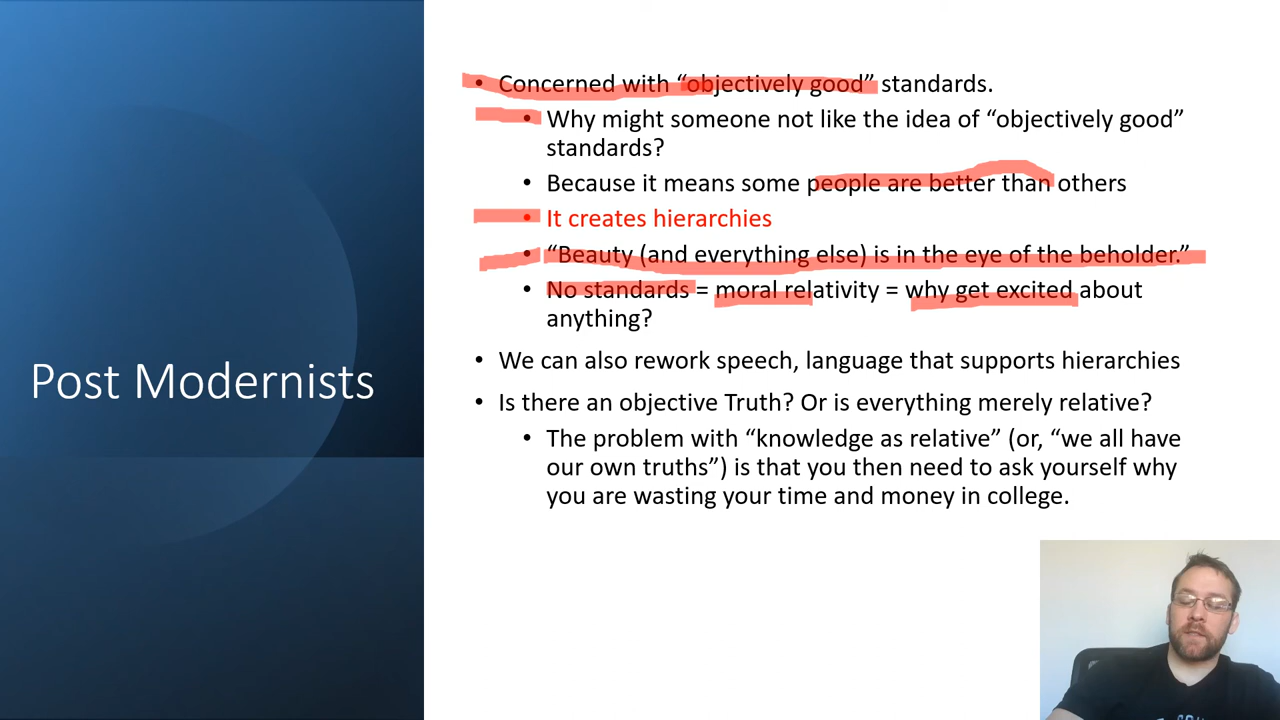 Post Modernists
• Concerned with “objectively good” standards.
• Why might someone not like the idea of “objectively good”
standards?
• Because it means some people are better than others
• It creates hierarchies
• “Beauty (and everything else) is in the eye of the beholder.”
• No standards = moral relativity = why get excited about
anything?
• We can also rework speech, language that supports hierarchies
• Is there an objective Truth? Or is everything merely relative?
• The problem with “knowledge as relative” (or, “we all have
our own truths”) is that you then need to ask yourself why
you are wasting your time and money in college.